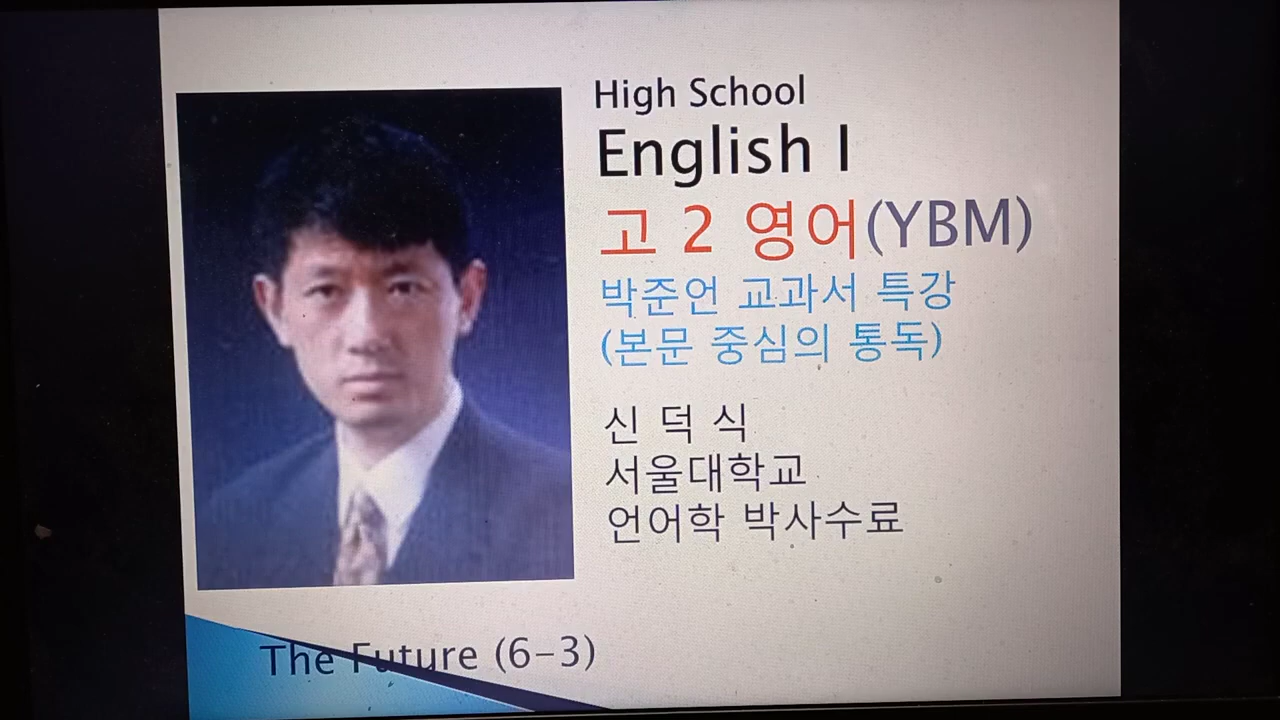 High School
English I
고 2 영어(YBM)
박준언 교과서 특강
(본문 중심의 통독)
신 덕 식
서울대학교
언어학 박사수료
The Future (6-3)